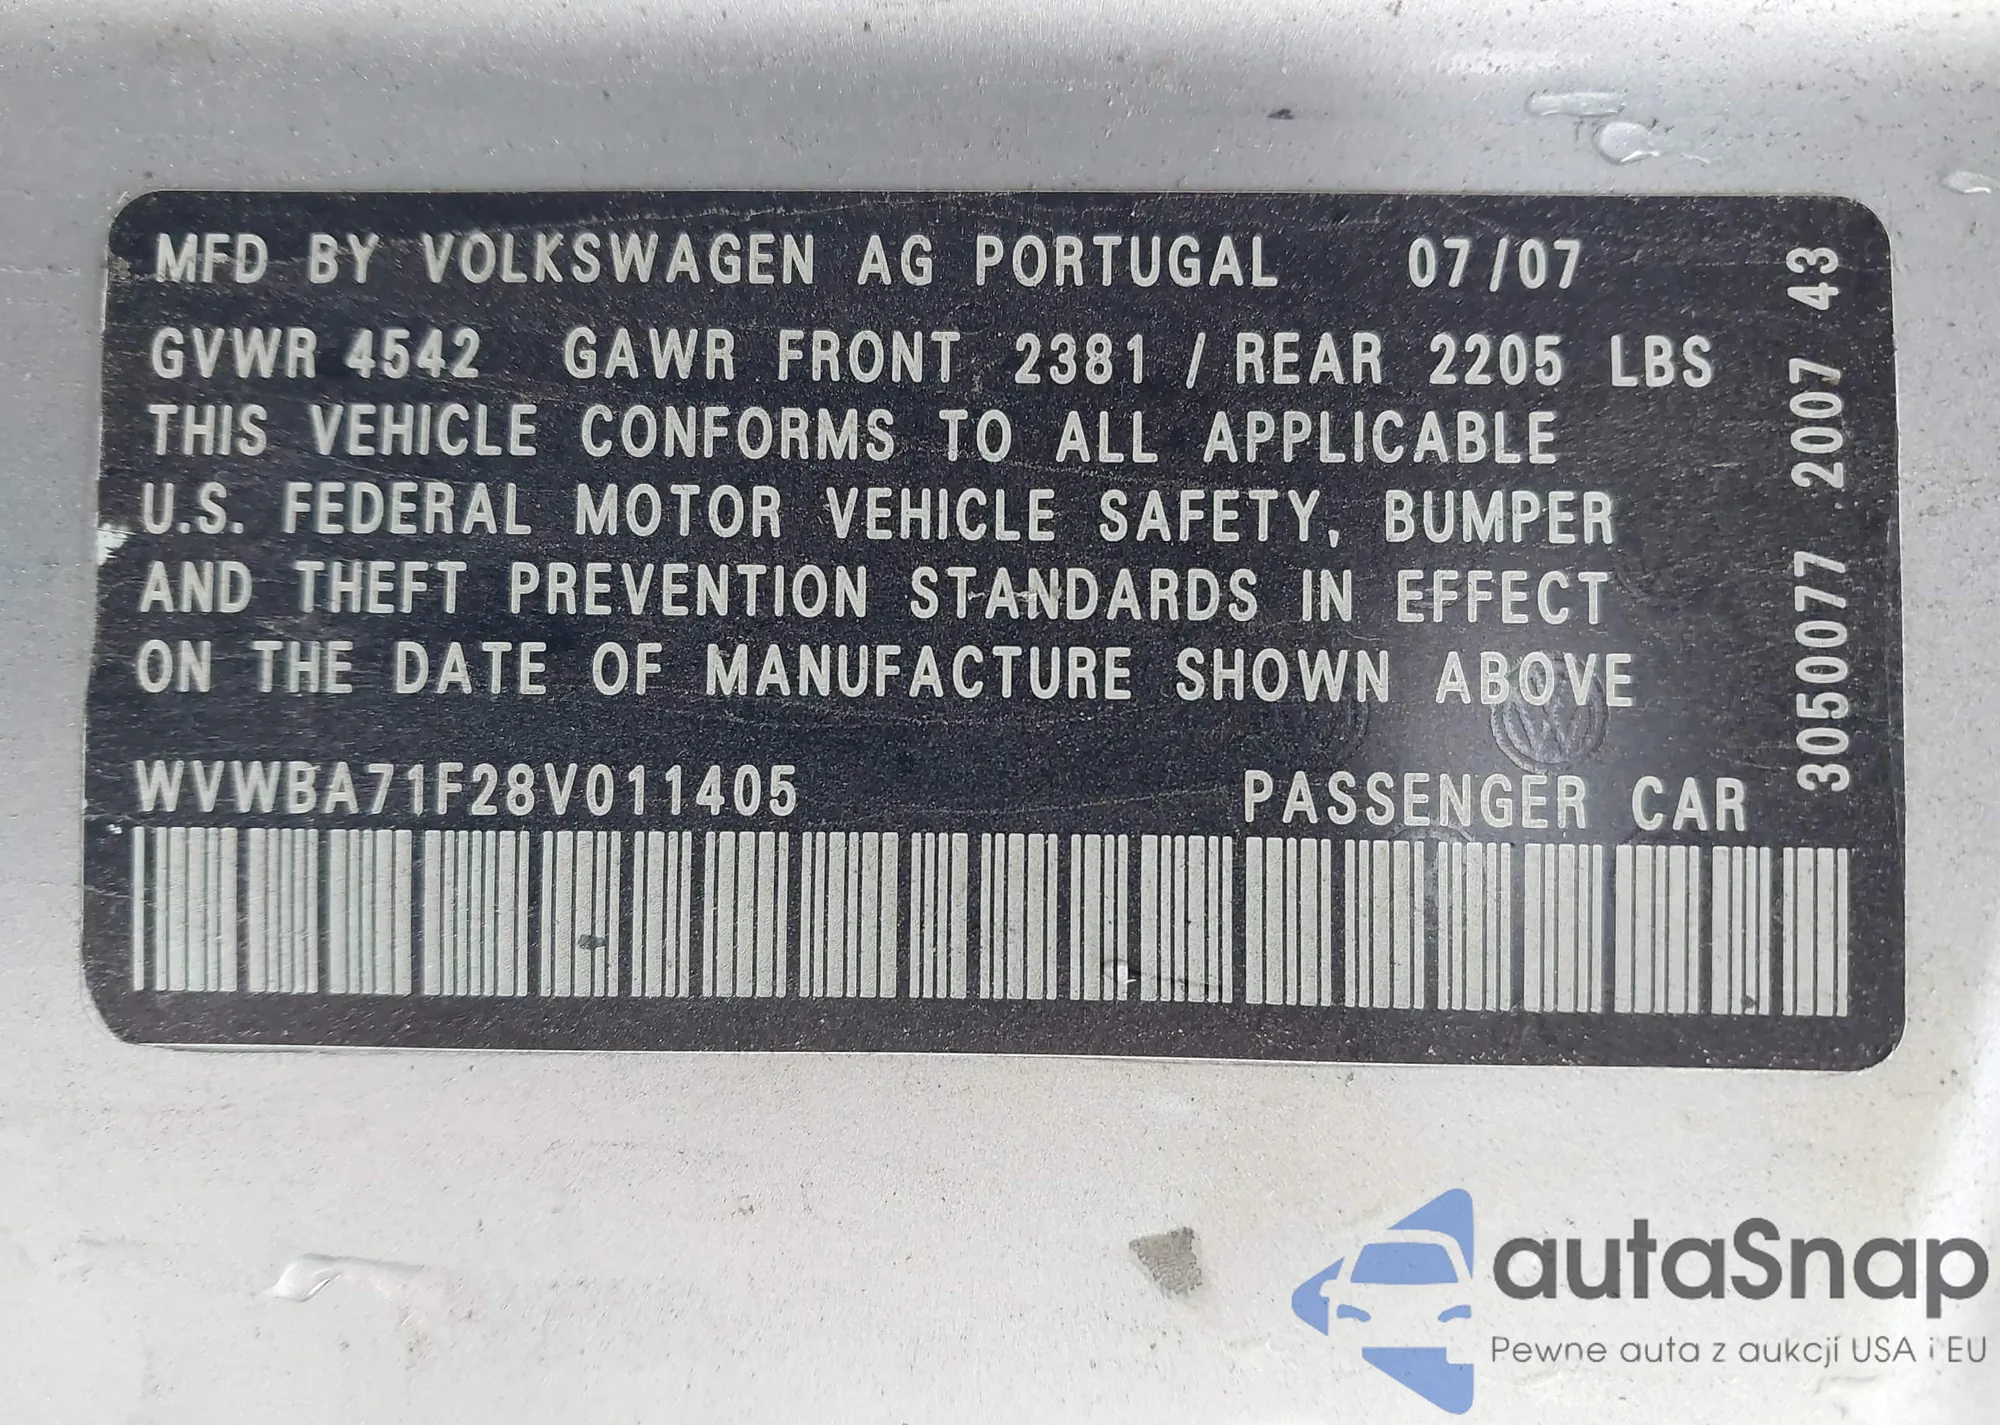 MFD BY VOLKSWAGEN AG PORTUGAL 07/07
GVWR 4542 GAWR FRONT 2381 / REAR 2205 LBS
THIS VEHICLE CONFORMS TO ALL APPLICABLE
U.S. FEDERAL MOTOR VEHICLE SAFETY, BUMPER
AND THEFT PREVENTION STANDARDS IN EFFECT
ON THE DATE OF MANUFACTURE SHOWN ABOVE
WVWBA71F28V011405 PASSENGER CAR
3050077 2007 43
autaSnap
Pewne auta z aukcji USA i EU